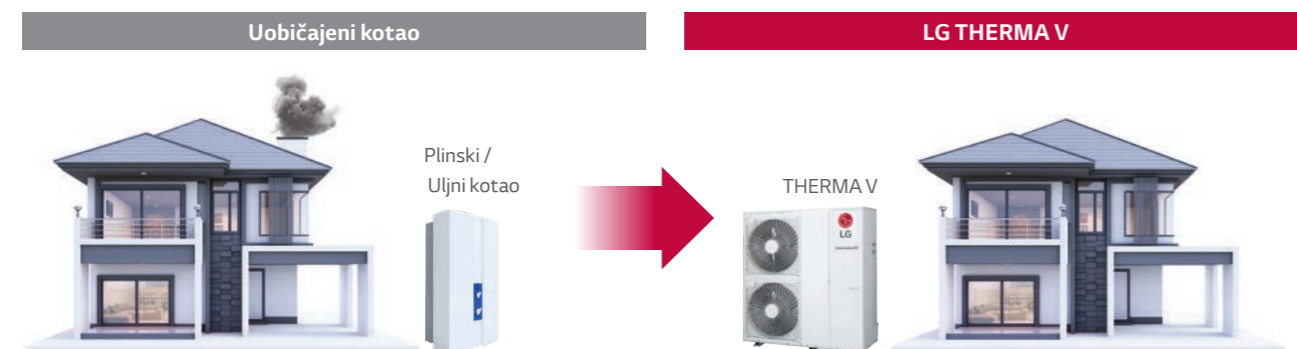 Uobičajeni kotao
LG THERMA V
Plinski /
Uljni kotao
THERMA V
LG